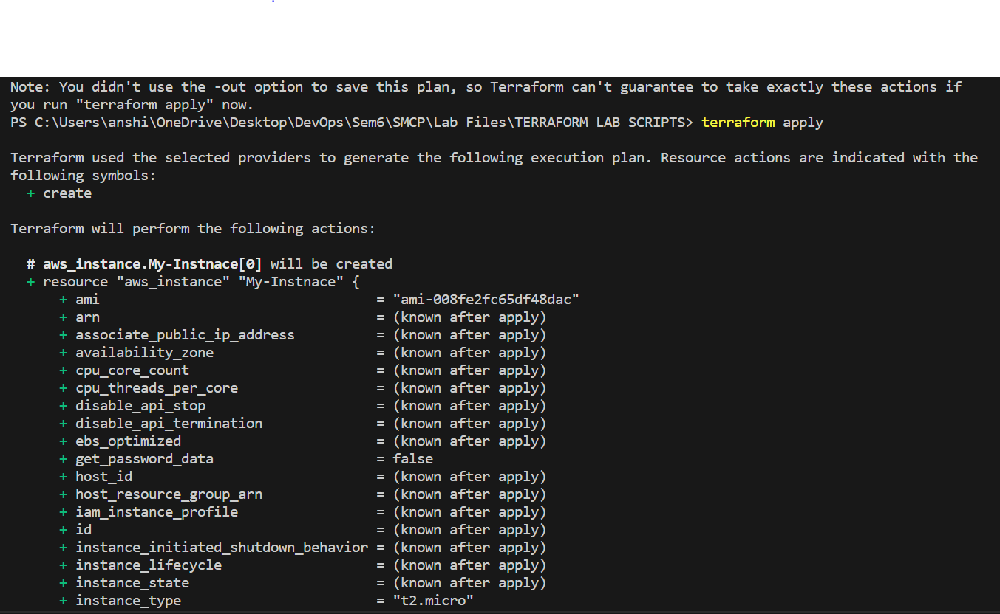 Note: You didn't use the -out option to save this plan, so Terraform can't guarantee to take exactly these actions if
you run "terraform apply" now.
PS C:\Users\anshi\OneDrive\Desktop\DevOps\Sem6\SMCP\Lab Files\TERRAFORM LAB SCRIPTS> terraform apply
Terraform used the selected providers to generate the following execution plan. Resource actions are indicated with the
following symbols:
+ create
Terraform will perform the following actions:
# aws_instance.My-Instnace[0] will be created
+ resource "aws_instance" "My-Instnace" {
+ ami = "ami-008fe2fc65df48dac"
+ arn = (known after apply)
+ associate_public_ip_address = (known after apply)
+ availability_zone = (known after apply)
+ cpu_core_count = (known after apply)
+ cpu_threads_per_core = (known after apply)
+ disable_api_stop = (known after apply)
+ disable_api_termination = (known after apply)
+ ebs_optimized = (known after apply)
+ get_password_data = false
+ host_id = (known after apply)
+ host_resource_group_arn = (known after apply)
+ iam_instance_profile = (known after apply)
+ id = (known after apply)
+ instance_initiated_shutdown_behavior = (known after apply)
+ instance_lifecycle = (known after apply)
+ instance_state = (known after apply)
+ instance_type = "t2.micro"